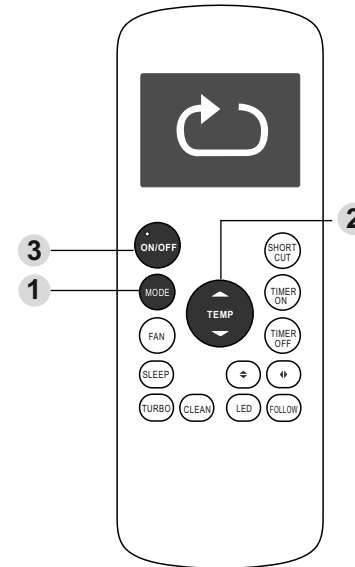 2
3
ON/OFF
SHORT
CUT
1
MODE
TEMP
TIMER
ON
FAN
TIMER
OFF
SLEEP
TURBO
CLEAN
LED
FOLLOW